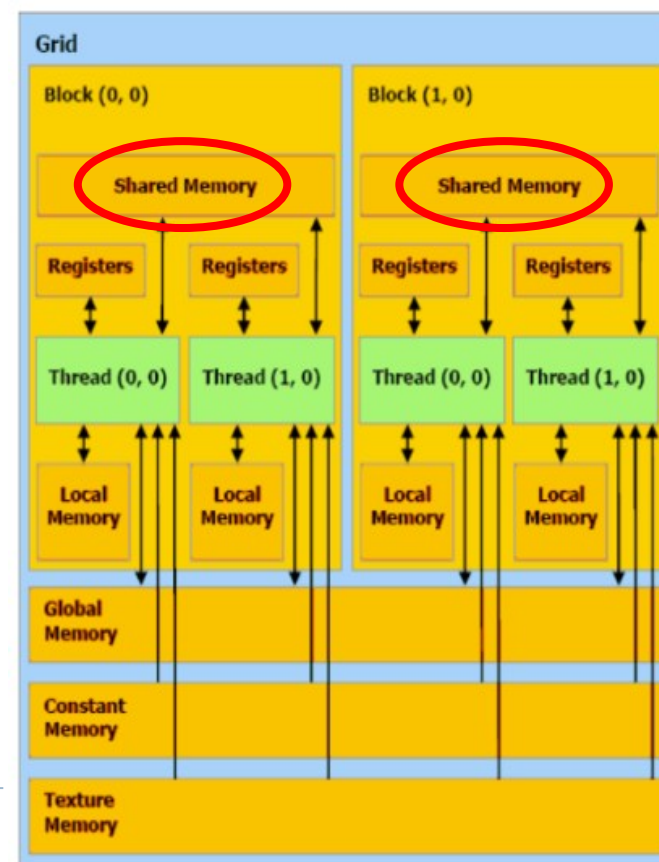 Grid
Block (0, 0)
Block (1, 0)
Shared Memory
Shared Memory
Registers
Registers
Registers
Registers
Thread (0, 0)
Thread (1, 0)
Thread (0, 0)
Thread (1, 0)
Local
Memory
Local
Memory
Local
Memory
Local
Memory
Global
Memory
Constant
Memory
Texture
Memory